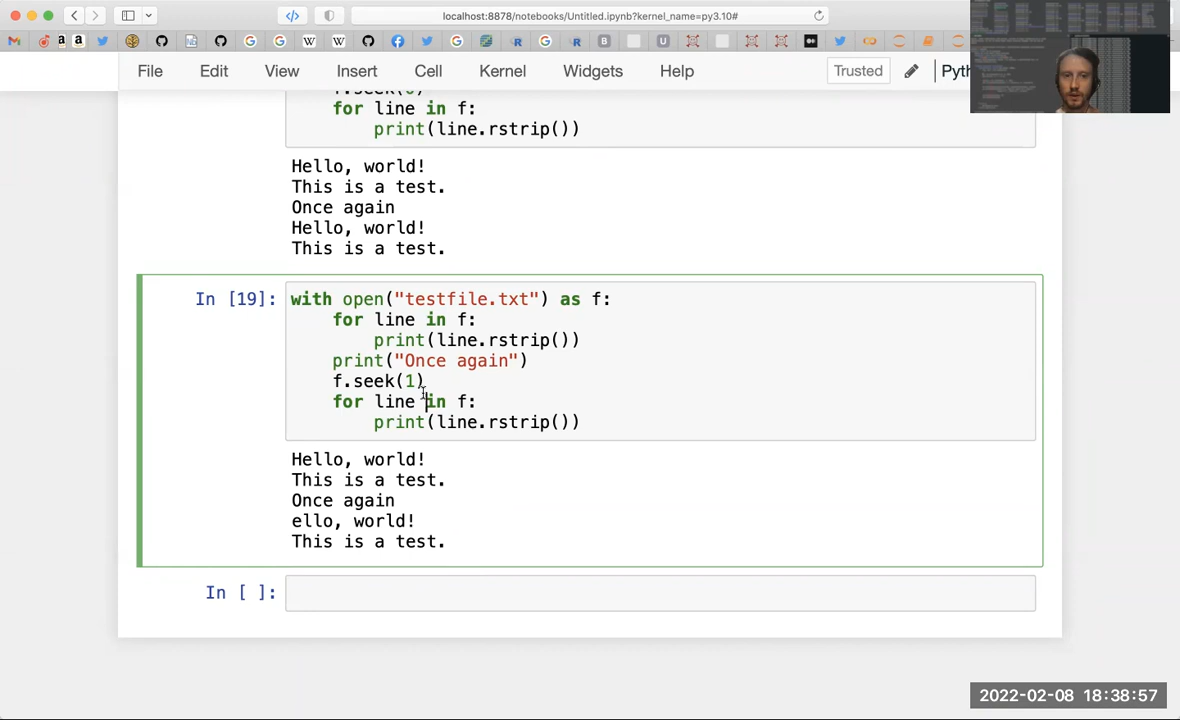 localhost:8878/notebooks/Untitled.ipynb?kernel_name=py3.10#
File Edit View Insert Cell Kernel Widgets Help Trusted
f.seek(0)
for line in f:
print(line.rstrip())
Hello, world!
This is a test.
Once again
Hello, world!
This is a test.
In [19]: with open("testfile.txt") as f:
for line in f:
print(line.rstrip())
print("Once again")
f.seek(1)
for line in f:
print(line.rstrip())
Hello, world!
This is a test.
Once again
ello, world!
This is a test.
In [ ]:
2022-02-08 18:38:57